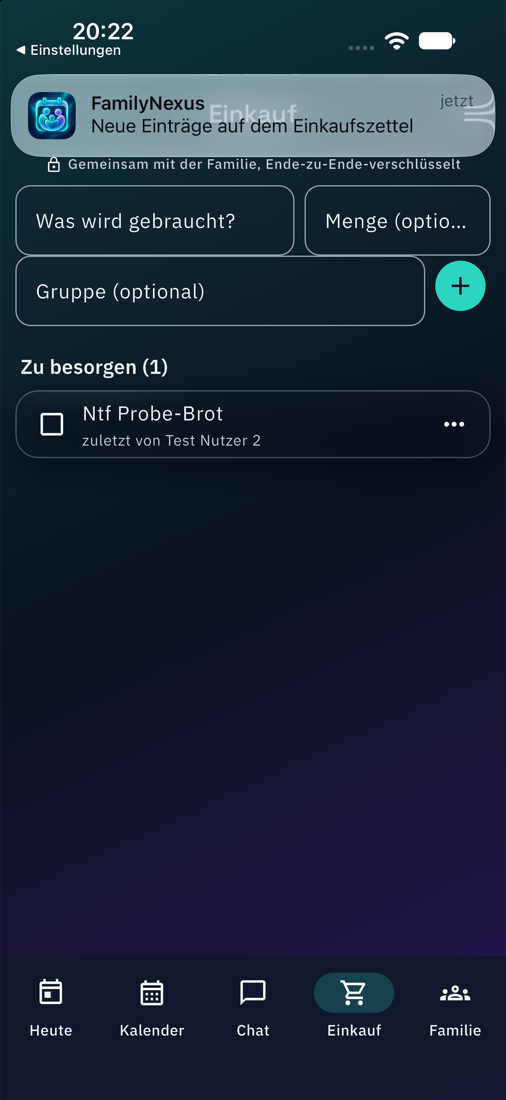 20:22
◀ Einstellungen
FamilyNexus
jetzt
Einkauf
Neue Einträge auf dem Einkaufszettel
Gemeinsam mit der Familie, Ende-zu-Ende-verschlüsselt
Was wird gebraucht?
Menge (optio...
Gruppe (optional)
Zu besorgen (1)
Ntf Probe-Brot
zuletzt von Test Nutzer 2
Heute
Kalender
Chat
Einkauf
Familie